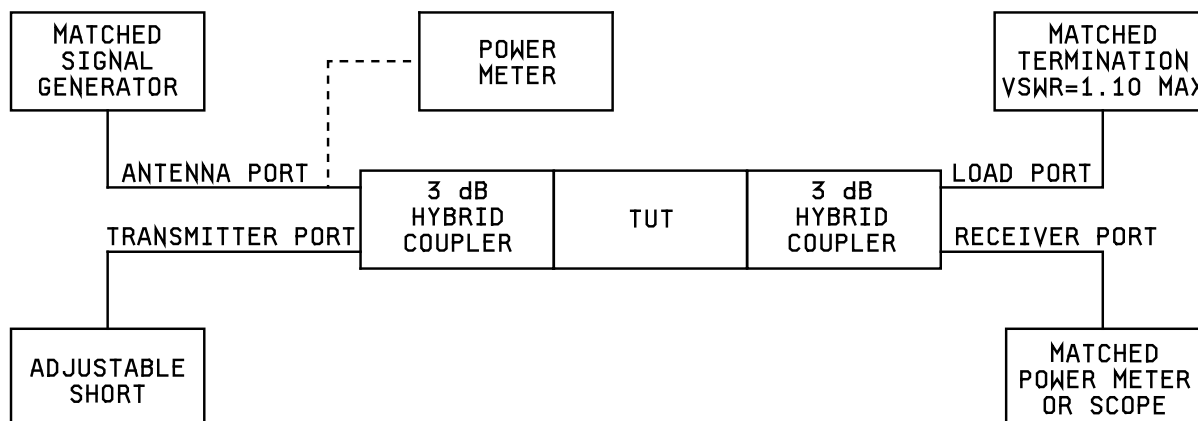 MATCHED
SIGNAL
GENERATOR
POWER
METER
MATCHED
TERMINATION
VSWR=1.10 MAX
ANTENNA PORT
LOAD PORT
3 dB
HYBRID
COUPLER
TUT
3 dB
HYBRID
COUPLER
TRANSMITTER PORT
RECEIVER PORT
ADJUSTABLE
SHORT
MATCHED
POWER METER
OR SCOPE